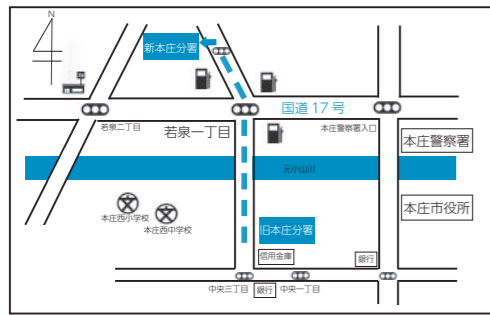 N
新本庄分署
国道 17 号
若泉二丁目
若泉一丁目
本庄警察署入口
本庄警察署
元小山川
文
文
本庄西小学校
本庄西中学校
本庄市役所
旧本庄分署
信用金庫
銀行
中央三丁目
銀行
中央一丁目